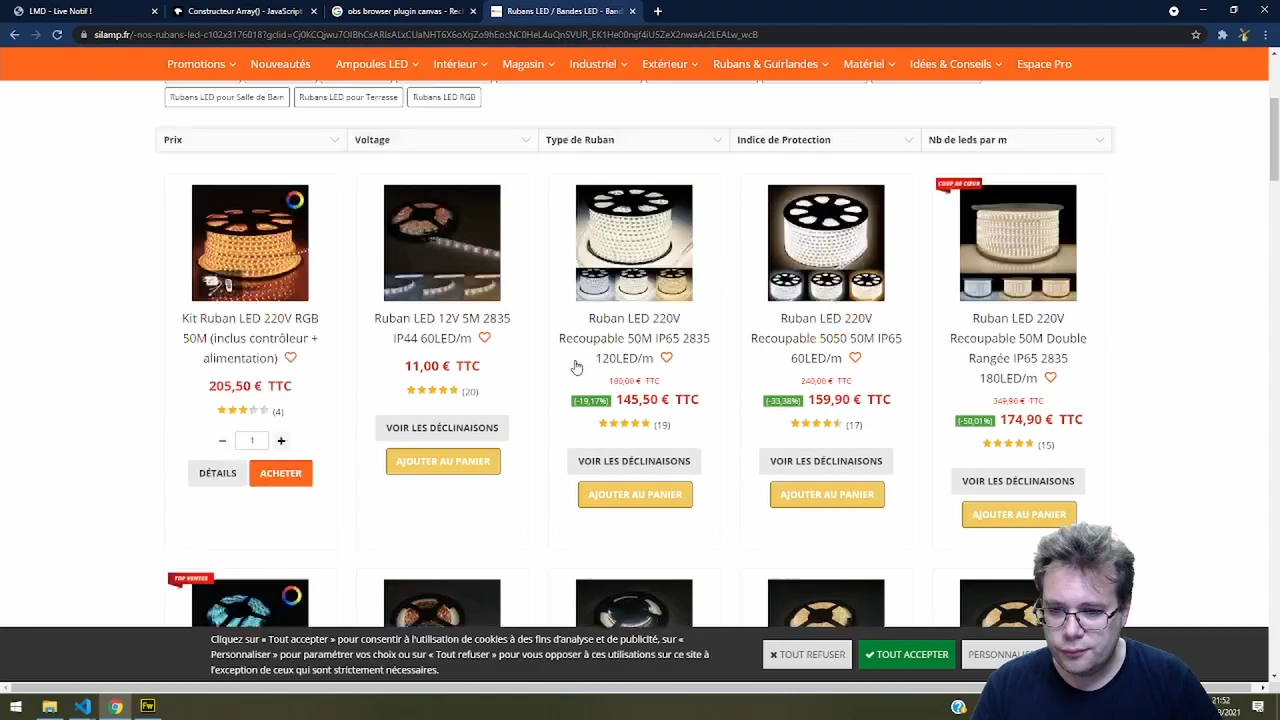 LMD - Live Notif !
Constructeur Array() - JavaScript
obs browser plugin canvas - Rec
Ruban LED / Bandes LED - Band
silamp.fr/-nos-rubans-led-c102x3176018?gclid=
Promotions
Nouveautés
Ampoules LED
Intérieur
Magasin
Industriel
Extérieur
Rubans & Guirlandes
Matériel
Idées & Conseils
Espace Pro
Rubans LED pour Salle de Bain
Rubans LED pour Terrasse
Rubans LED RGB
Prix
Voltage
Type de Ruban
Indice de Protection
Nb de leds par m
COUP DE CŒUR
Kit Ruban LED 220V RGB
50M (inclus contrôleur +
alimentation)
205,50 € TTC
(4)
− 1 +
DÉTAILS
ACHETER
Ruban LED 12V 5M 2835
IP44 60LED/m
11,00 € TTC
(20)
VOIR LES DÉCLINAISONS
AJOUTER AU PANIER
Ruban LED 220V
Recoupable 50M IP65 2835
120LED/m
180,00 € TTC
(-19,17%) 145,50 € TTC
(19)
VOIR LES DÉCLINAISONS
AJOUTER AU PANIER
Ruban LED 220V
Recoupable 5050 50M IP65
60LED/m
240,00 € TTC
(-33,38%) 159,90 € TTC
(17)
VOIR LES DÉCLINAISONS
AJOUTER AU PANIER
Ruban LED 220V
Recoupable 50M Double
Rangée IP65 2835
180LED/m
349,90 € TTC
(-50,01%) 174,90 € TTC
(15)
VOIR LES DÉCLINAISONS
AJOUTER AU PANIER
TOP VENTES
Cliquez sur « Tout accepter » pour consentir à l'utilisation de cookies à des fins d'analyse et de publicité, sur «
Personnaliser » pour paramétrer vos choix ou sur « Tout refuser » pour vous opposer à ces utilisations sur ce site à
l'exception de ceux qui sont strictement nécessaires.
✖ TOUT REFUSER
✔ TOUT ACCEPTER
Fw
21:52